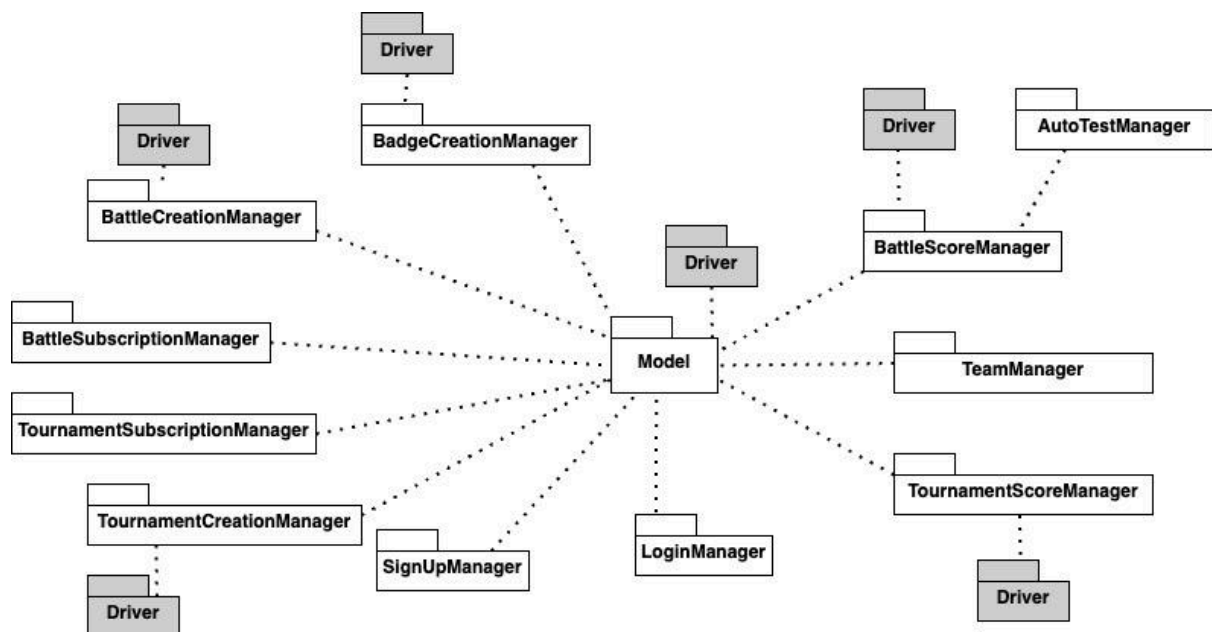 Driver
Driver
BadgeCreationManager
Driver
AutoTestManager
BattleCreationManager
Driver
BattleScoreManager
BattleSubscriptionManager
Model
TeamManager
TournamentSubscriptionManager
TournamentCreationManager
TournamentScoreManager
SignUpManager
LoginManager
Driver
Driver